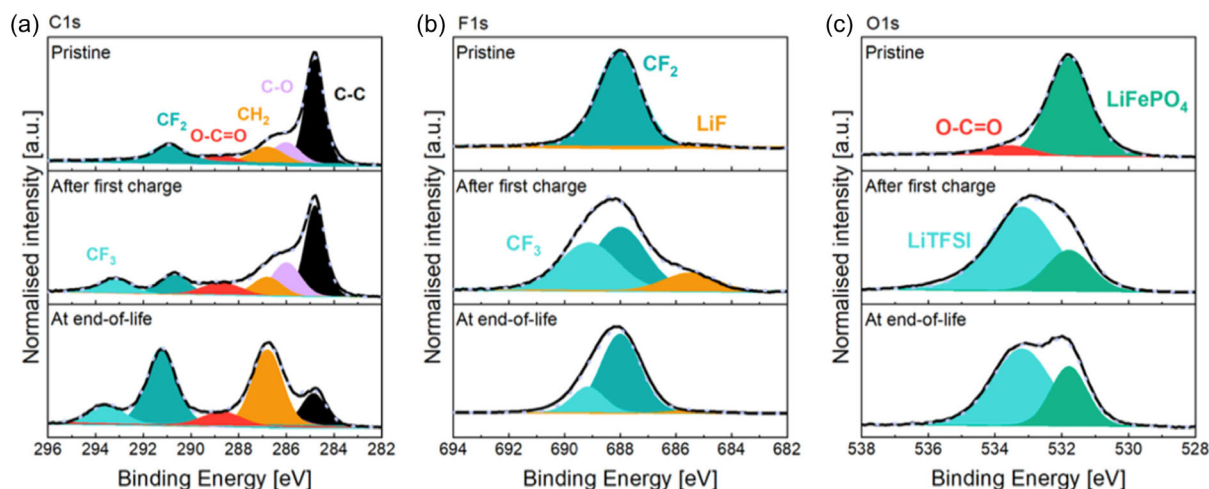 (a)
C1s
Pristine
CF2
O-C=O
CH2
C-O
C-C
After first charge
CF3
At end-of-life
Normalised intensity [a.u.]
296 294 292 290 288 286 284 282
Binding Energy [eV]
(b)
F1s
Pristine
CF2
LiF
After first charge
CF3
At end-of-life
Normalised intensity [a.u.]
694 692 690 688 686 684 682
Binding Energy [eV]
(c)
O1s
Pristine
O-C=O
LiFePO4
After first charge
LiTFSI
At end-of-life
Normalised intensity [a.u.]
538 536 534 532 530 528
Binding Energy [eV]